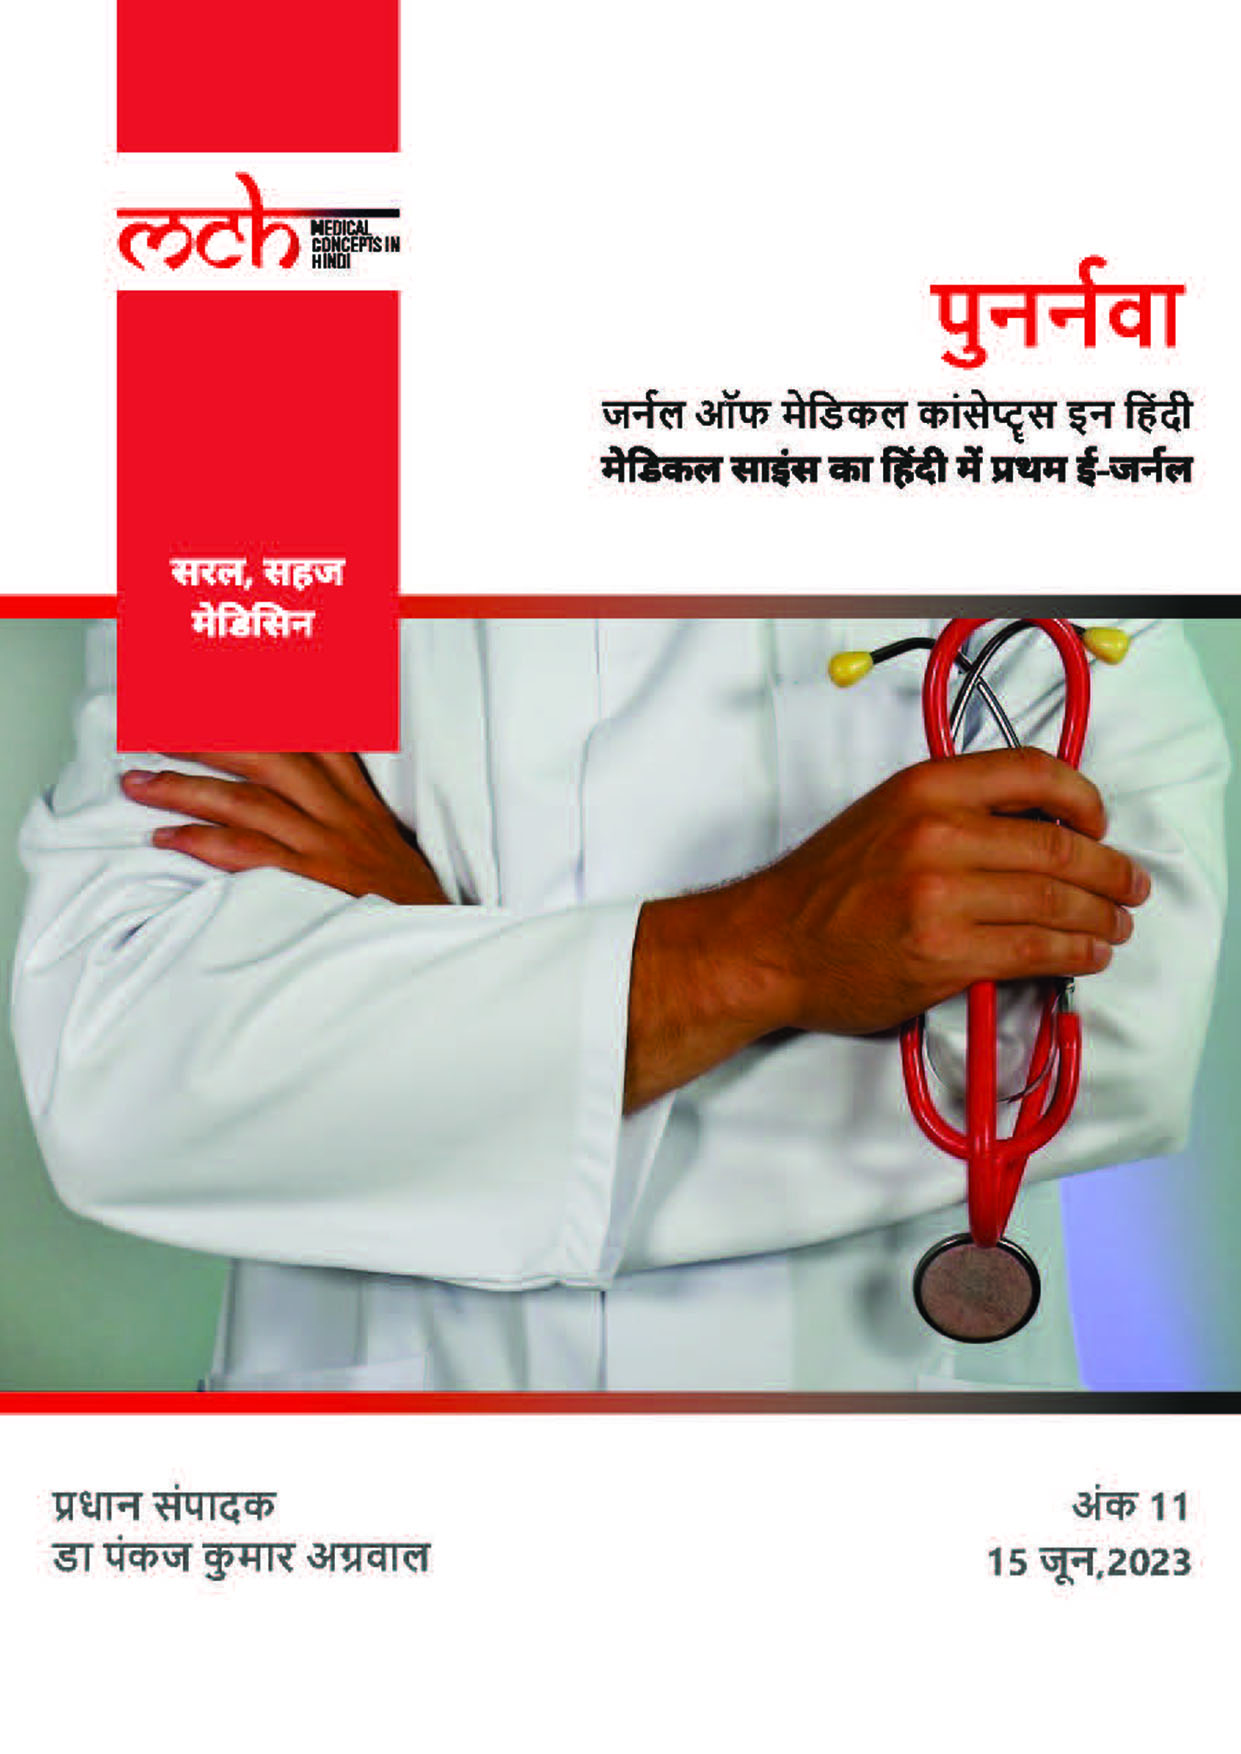 mch
MEDICAL
CONCEPTS IN
HINDI
पुनर्नवा
जर्नल ऑफ मेडिकल कांसेप्ट्स इन हिंदी
मेडिकल साइंस का हिंदी में प्रथम ई-जर्नल
सरल, सहज
मेडिसिन
प्रधान संपादक
डा पंकज कुमार अग्रवाल
अंक 11
15 जून,2023